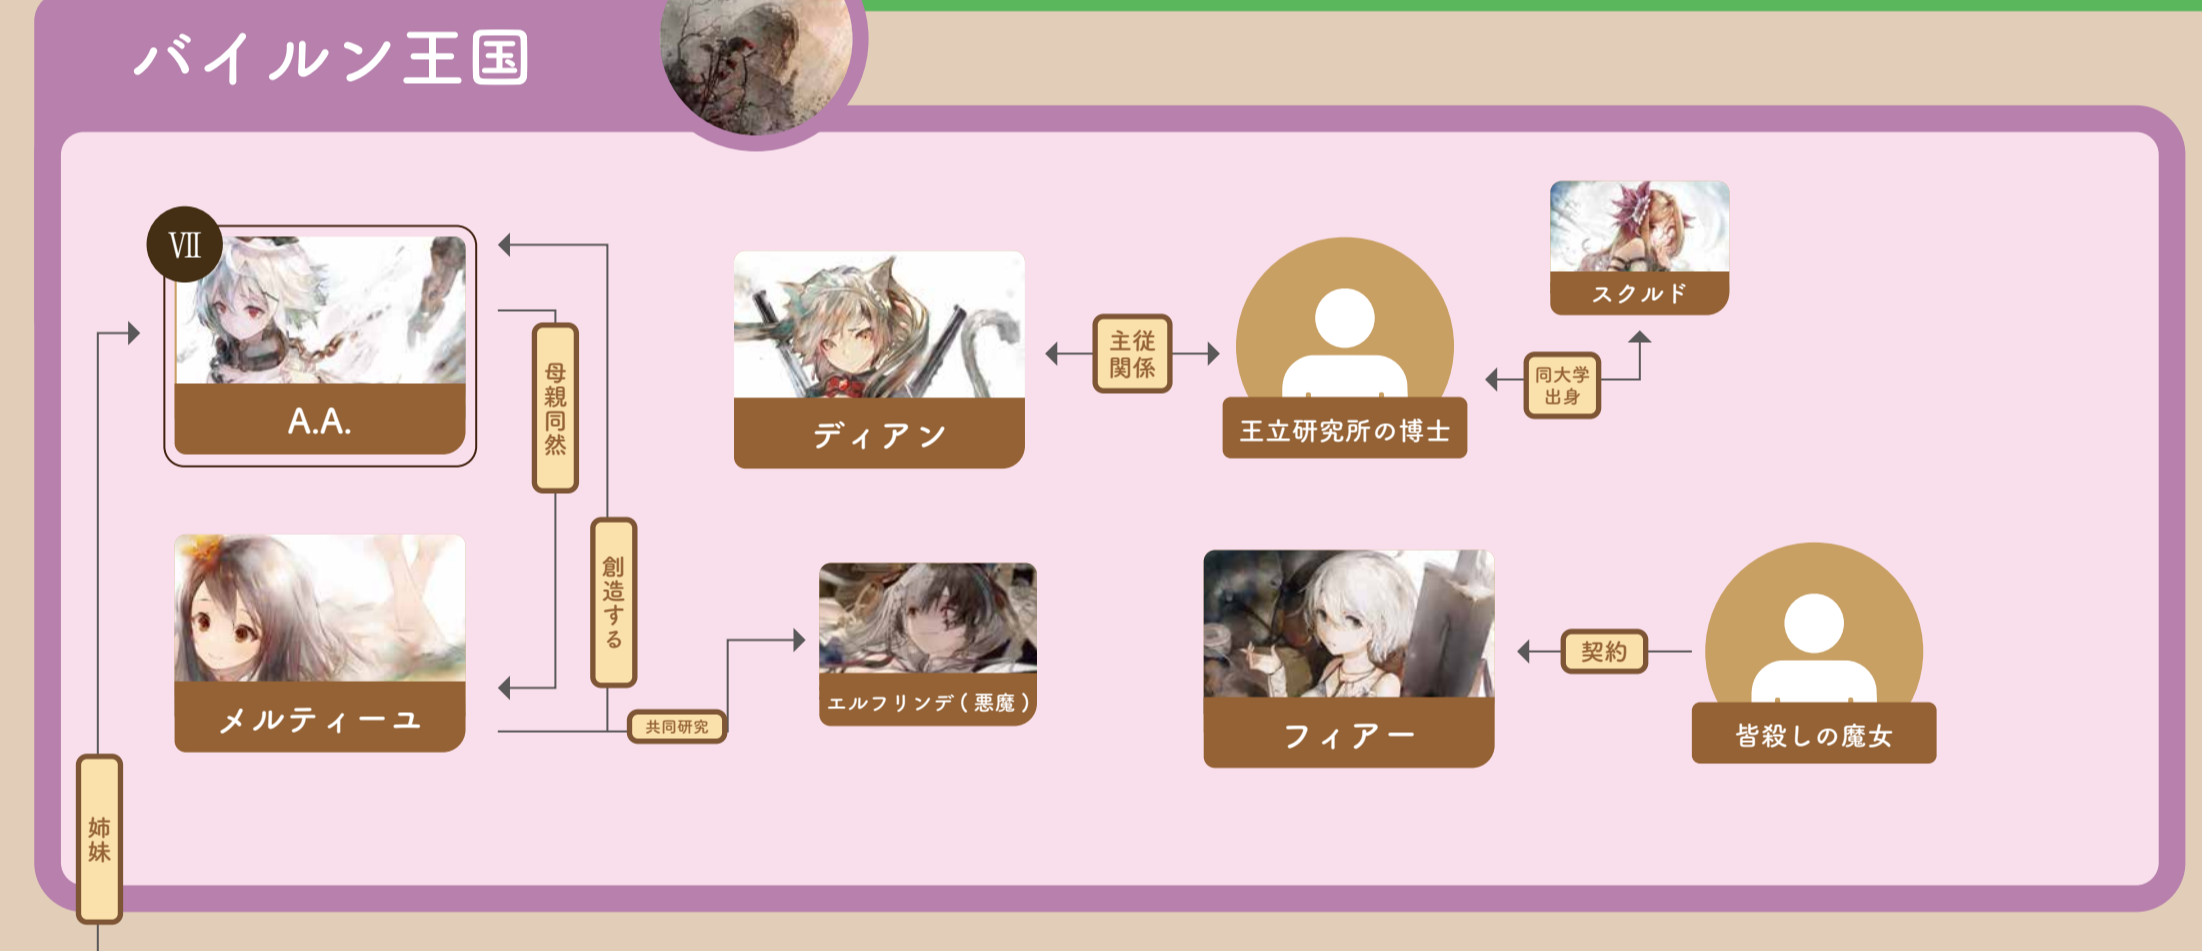 バイルン王国
Ⅶ
A.A.
母親同然
創造する
メルティーユ
共同研究
姉妹
ディアン
主従
関係
王立研究所の博士
同大学
出身
スクルド
エルフリンデ(悪魔)
フィアー
契約
皆殺しの魔女